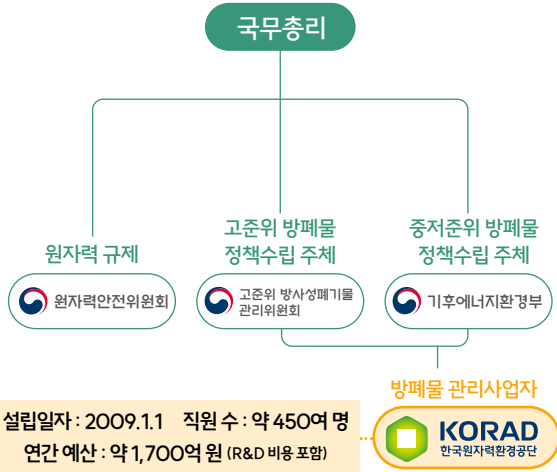 국무총리
원자력 규제
원자력안전위원회
고준위 방폐물
정책수립 주체
고준위 방사성폐기물
관리위원회
중저준위 방폐물
정책수립 주체
기후에너지환경부
방폐물 관리사업자
KORAD
한국원자력환경공단
설립일자 : 2009.1.1 직원 수 : 약 450여 명
연간 예산 : 약 1,700억 원 (R&D 비용 포함)